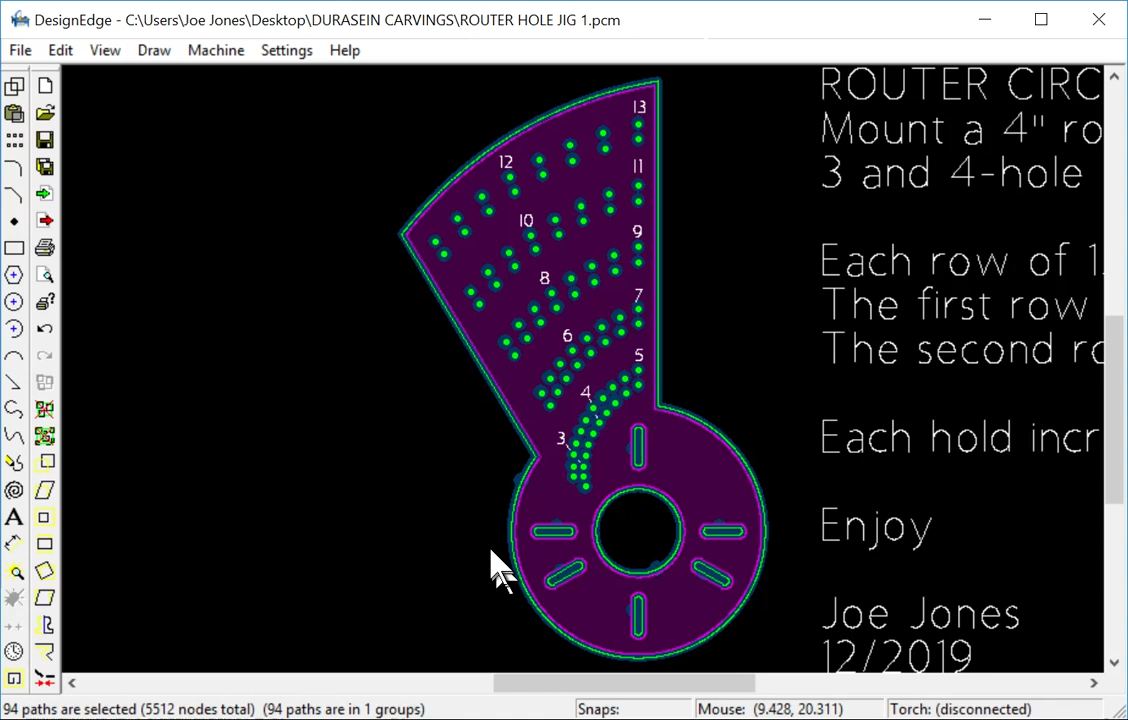 DesignEdge - C:\Users\Joe Jones\Desktop\DURASEIN CARVINGS\ROUTER HOLE JIG 1.pcm
File Edit View Draw Machine Settings Help
13
12
11
10
9
8
7
6
5
4
3
ROUTER CIRC
Mount a 4" ro
3 and 4-hole
Each row of 1
The first row
The second ro
Each hold incr
Enjoy
Joe Jones
12/2019
A
94 paths are selected (5512 nodes total) (94 paths are in 1 groups) Snaps: Mouse: (9.428, 20.311) Torch: (disconnected)